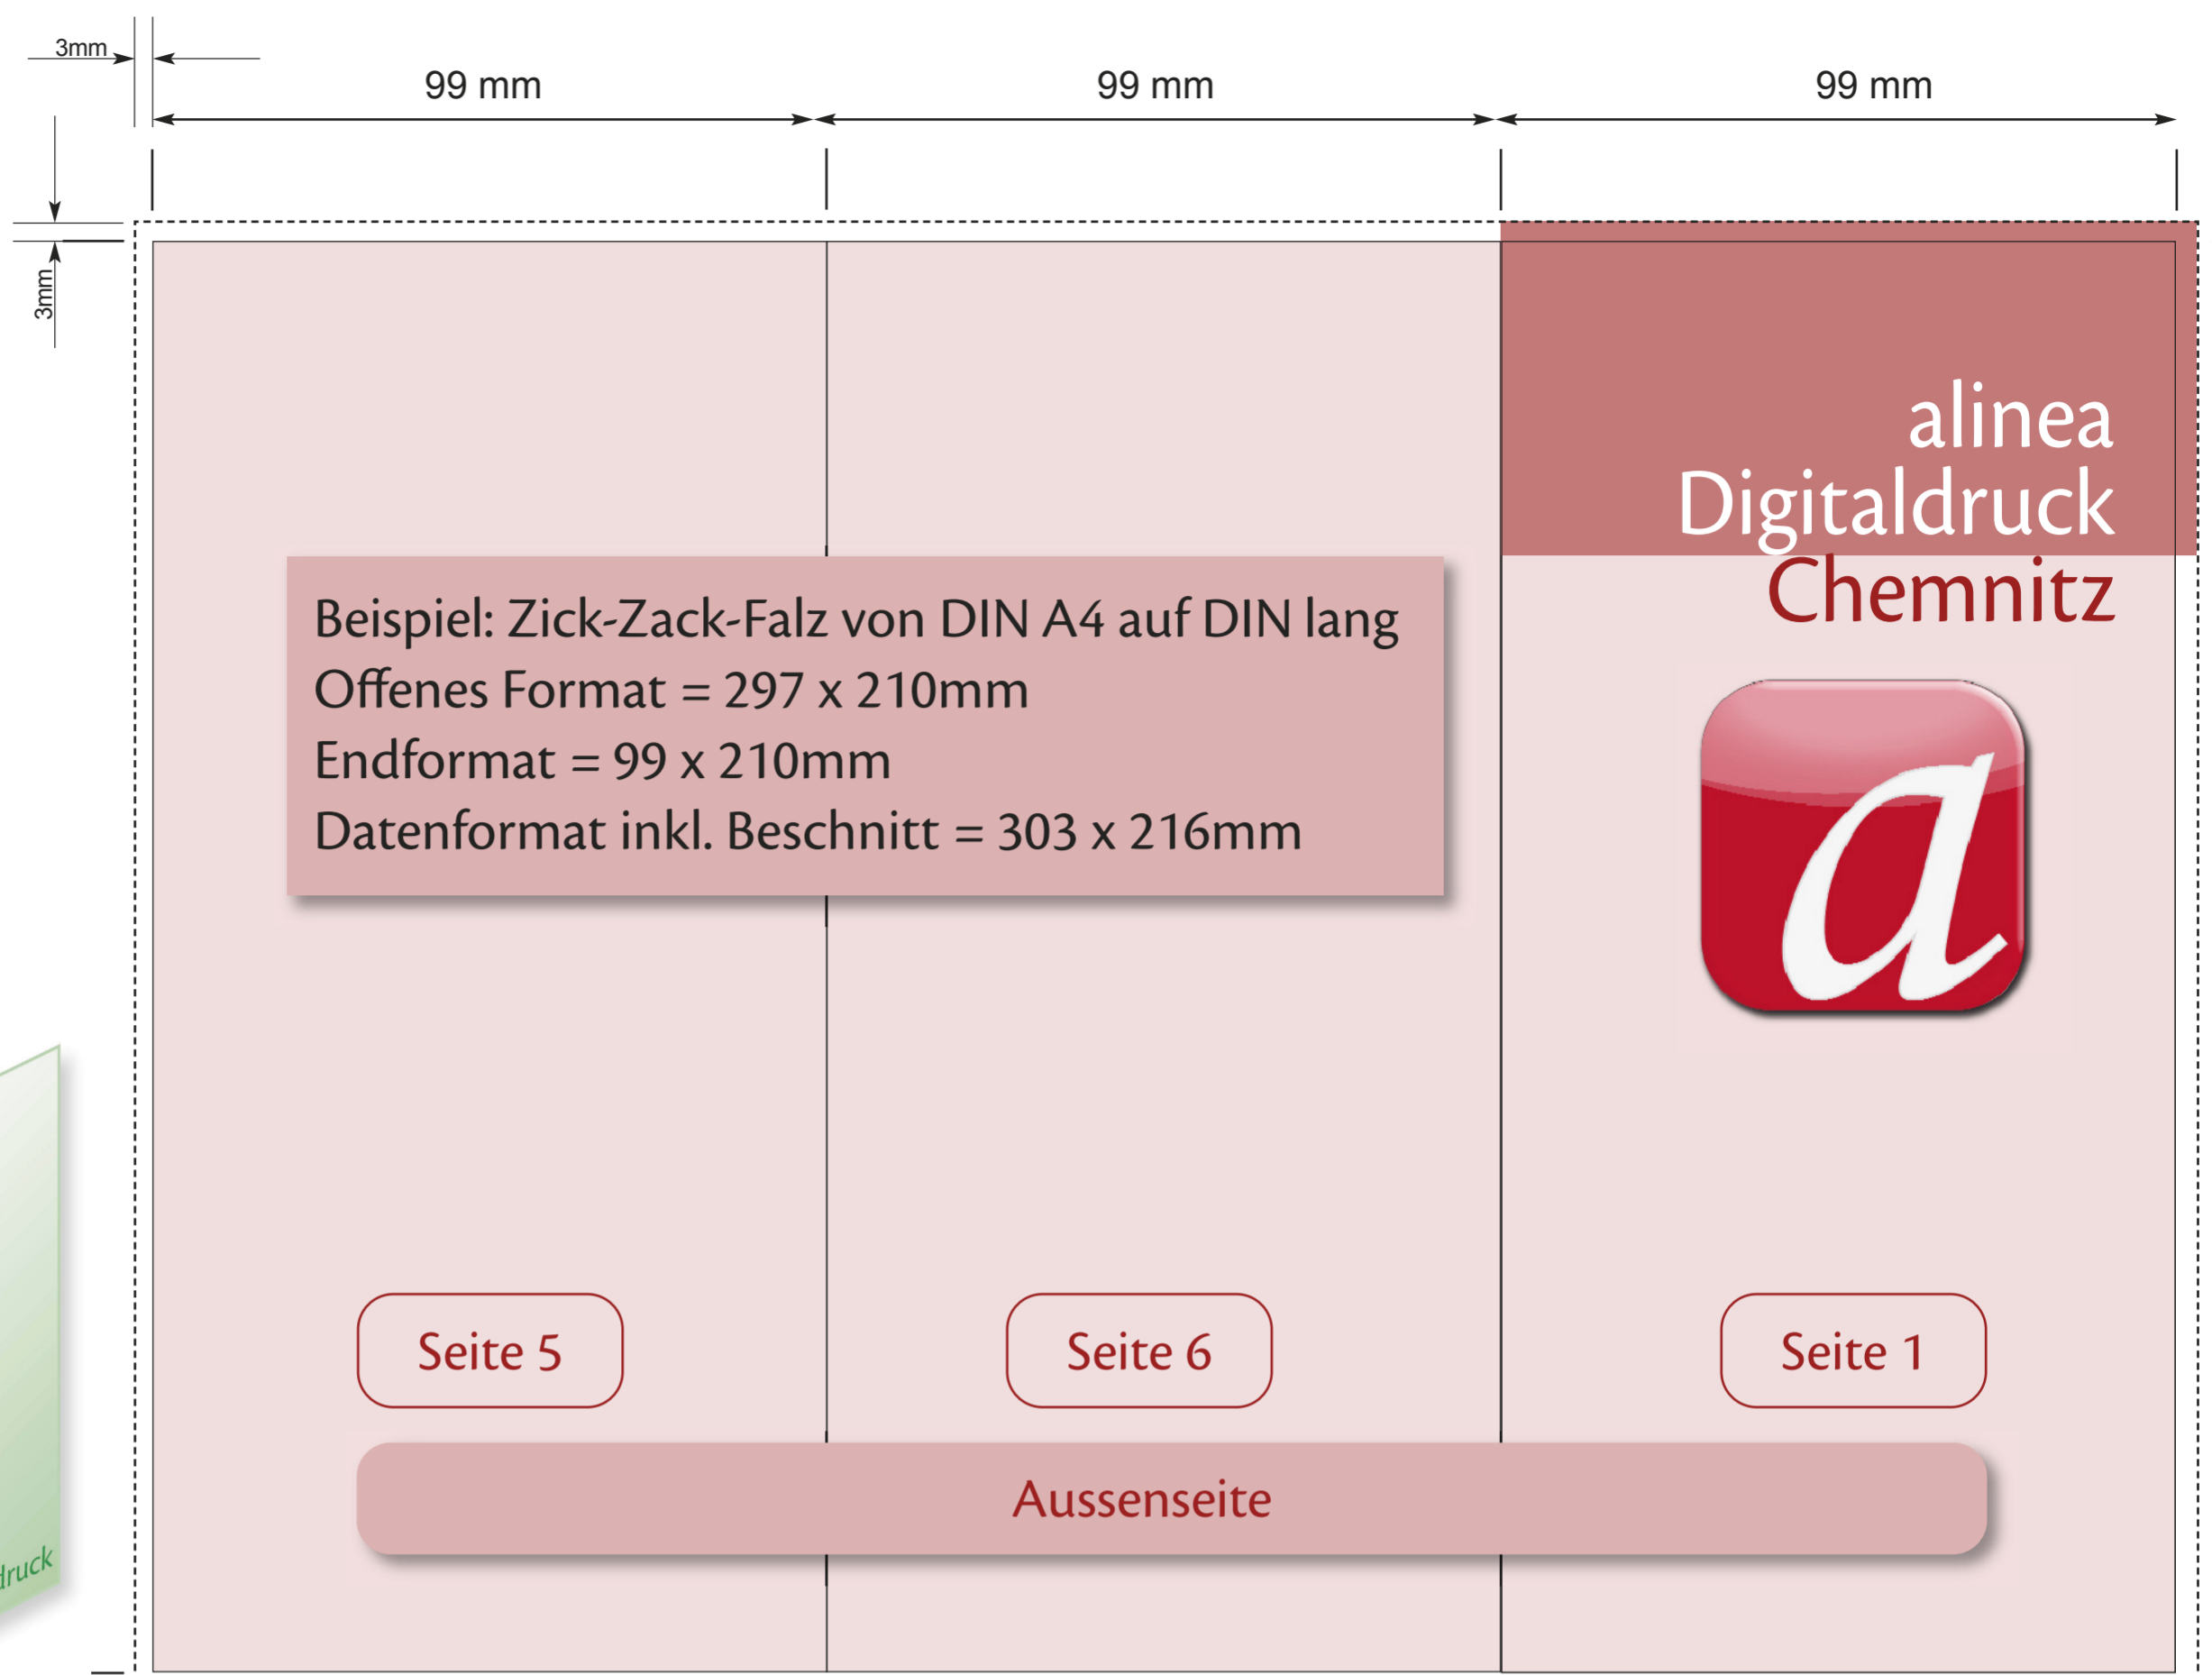 3mm
99 mm
99 mm
99 mm
3mm
alinea
Digitaldruck
Chemnitz
Beispiel: Zick-Zack-Falz von DIN A4 auf DIN lang
Offenes Format = 297 x 210mm
Endformat = 99 x 210mm
Datenformat inkl. Beschnitt = 303 x 216mm
a
Seite 5
Seite 6
Seite 1
Aussenseite
druck